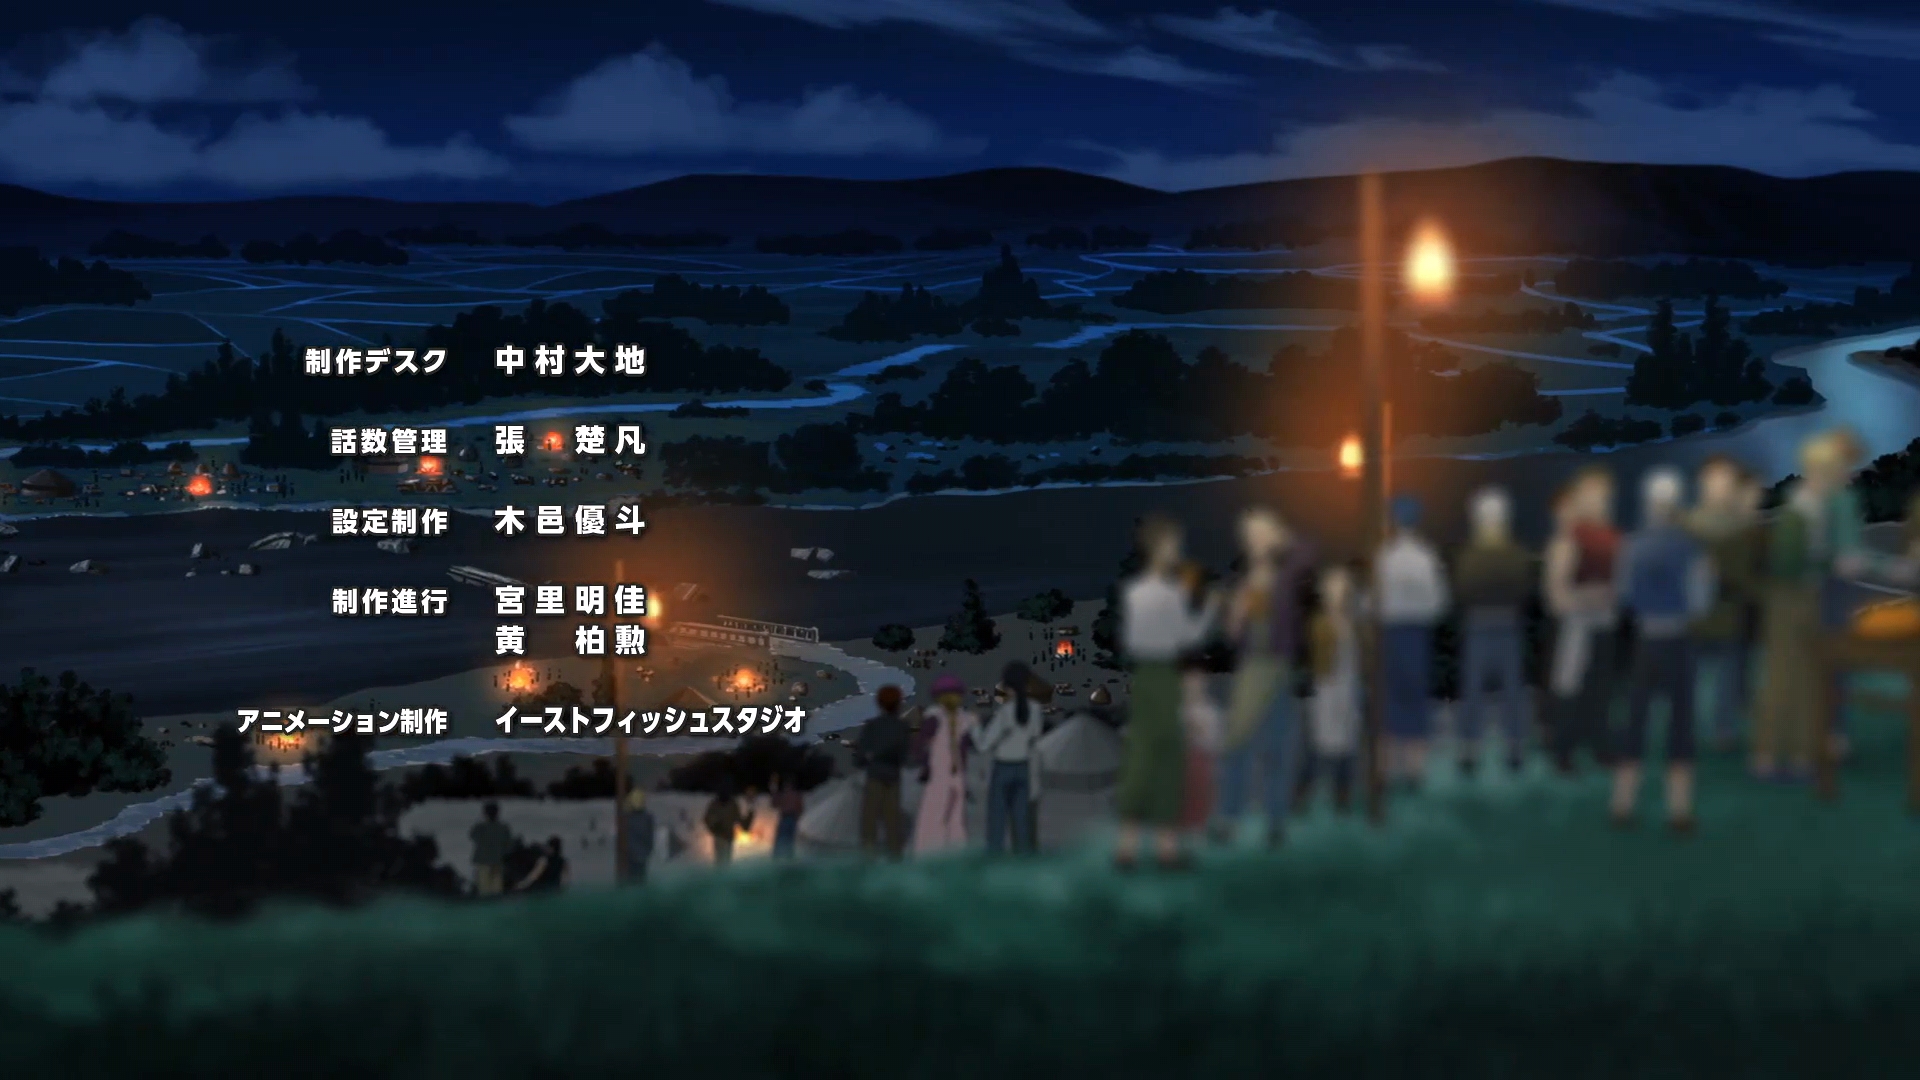 制作デスク 中村大地
話数管理 張 楚凡
設定制作 木邑優斗
制作進行 宮里明佳
黄 柏勲
アニメーション制作 イーストフィッシュスタジオ